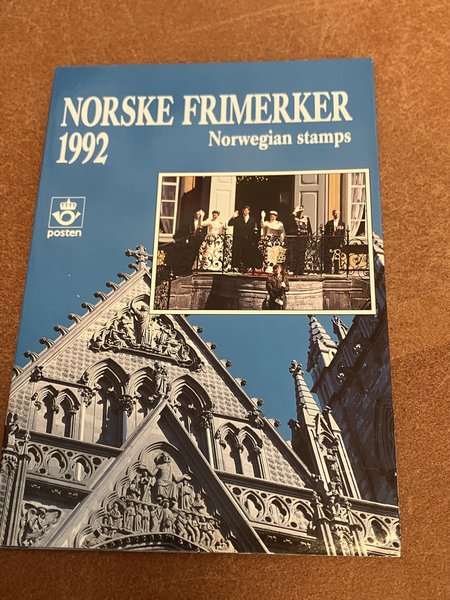 NORSKE FRIMERKER
1992
Norwegian stamps
posten